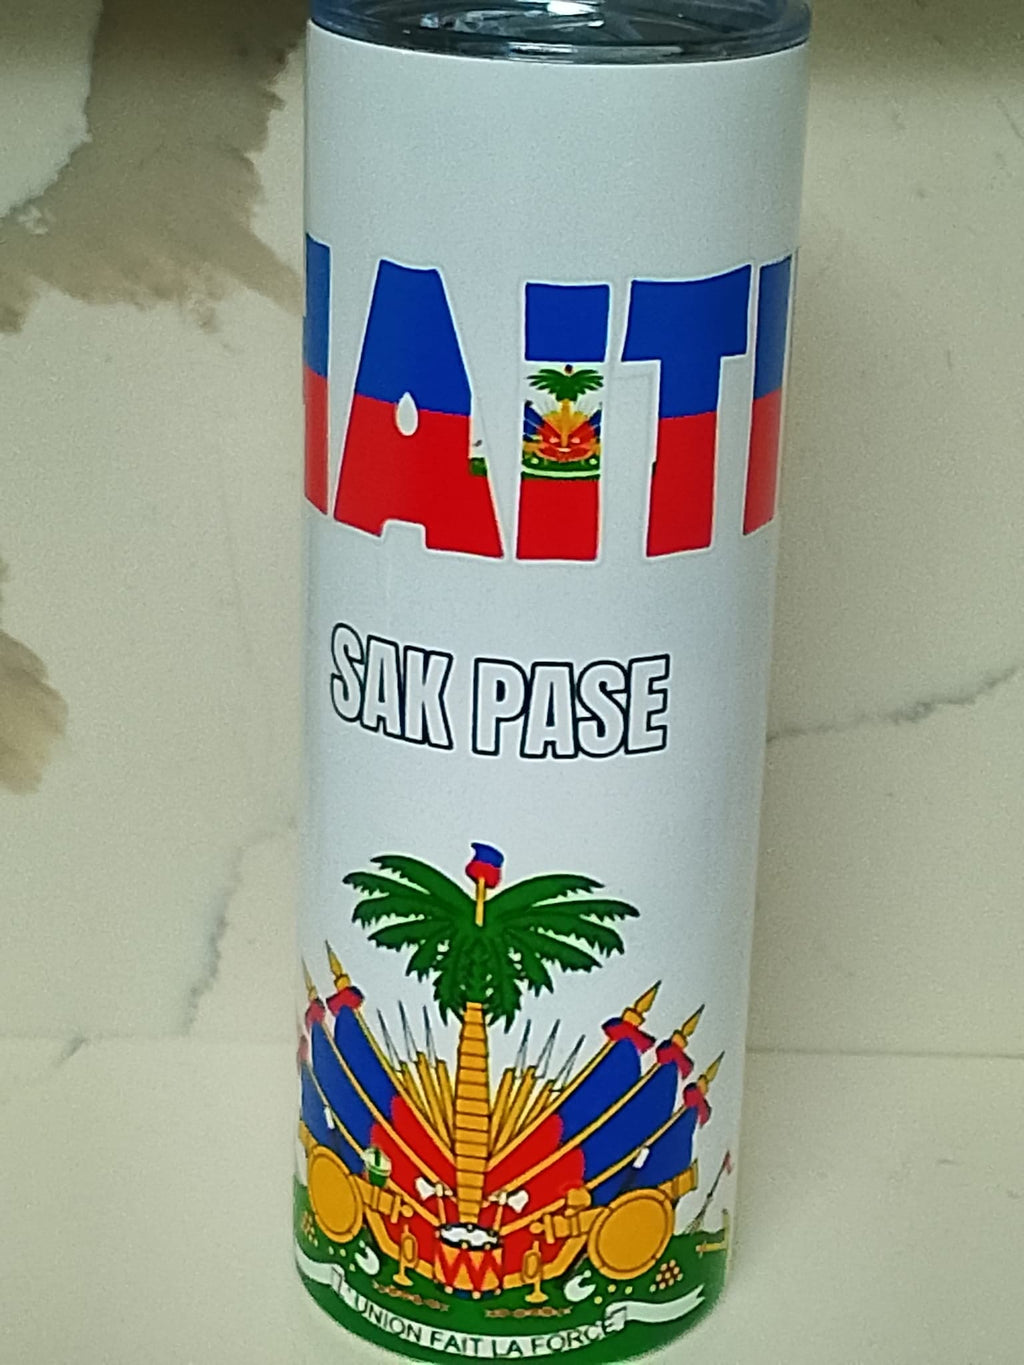 HAITI
SAK PASE
L'UNION FAIT LA FORCE